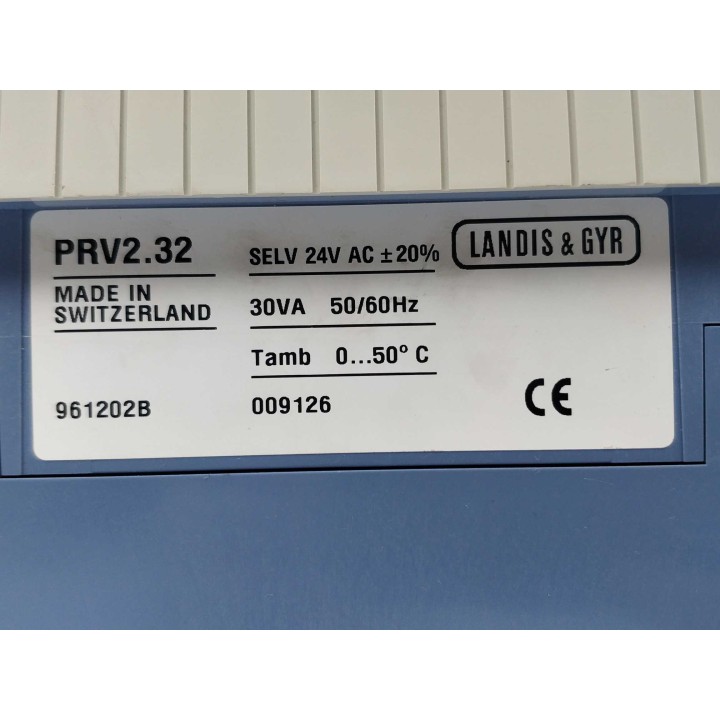 PRV2.32
MADE IN
SWITZERLAND
961202B
SELV 24V AC ± 20%
30VA 50/60Hz
Tamb 0...50° C
009126
LANDIS & GYR
CE